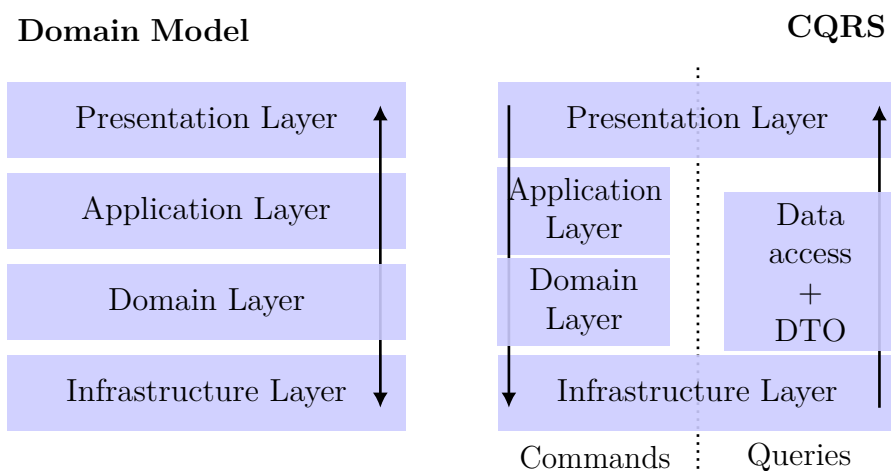 Domain Model
Presentation Layer
Application Layer
Domain Layer
Infrastructure Layer
CQRS
Presentation Layer
Application
Layer
Domain
Layer
Data
access
+
DTO
Infrastructure Layer
Commands
Queries